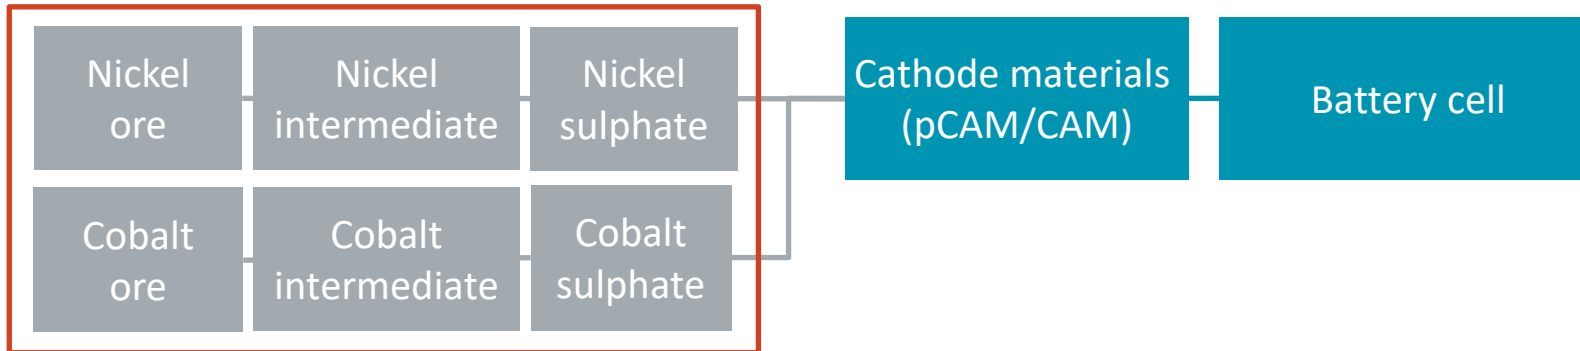 Nickel
ore
Nickel
intermediate
Nickel
sulphate
Cathode materials
(pCAM/CAM)
Battery cell
Cobalt
ore
Cobalt
intermediate
Cobalt
sulphate